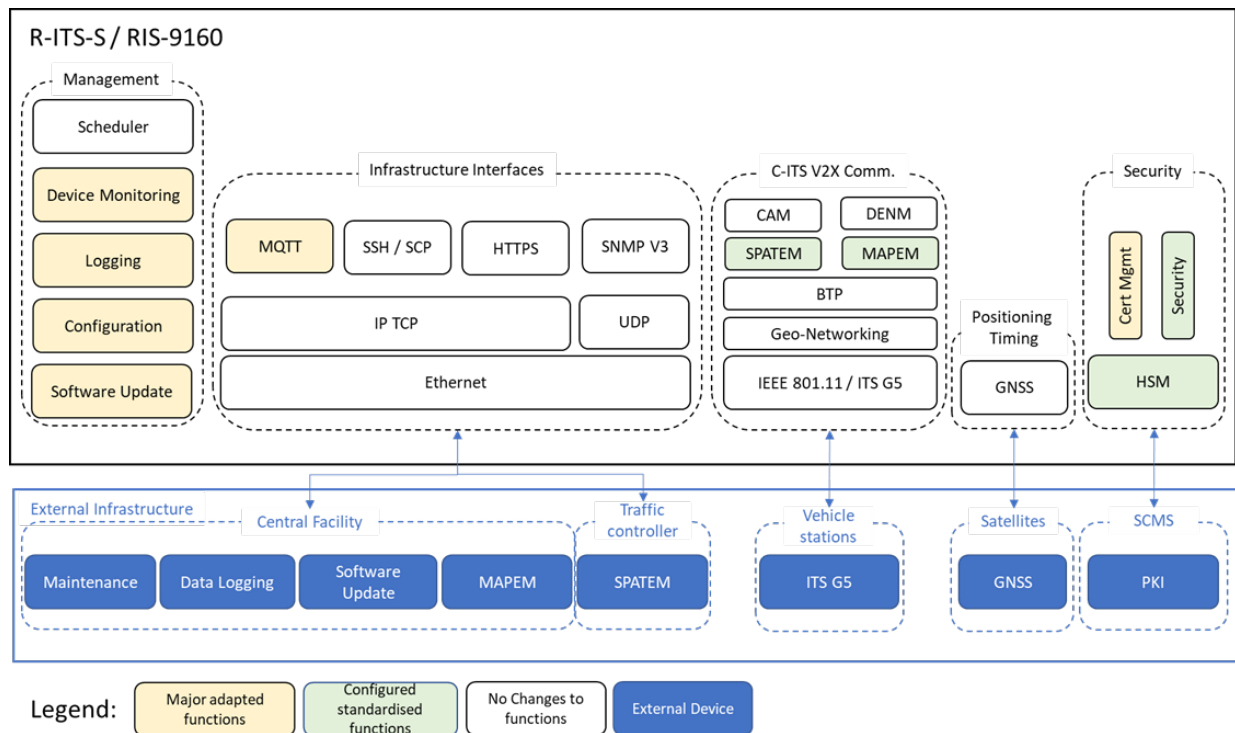 R-ITS-S / RIS-9160
Management
Scheduler
Device Monitoring
Logging
Configuration
Software Update
Infrastructure Interfaces
MQTT
SSH / SCP
HTTPS
SNMP V3
IP TCP
UDP
Ethernet
C-ITS V2X Comm.
CAM
DENM
SPATEM
MAPEM
BTP
Geo-Networking
IEEE 801.11 / ITS G5
Positioning
Timing
GNSS
Security
Cert Mgmt
Security
HSM
External Infrastructure
Central Facility
Maintenance
Data Logging
Software
Update
MAPEM
Traffic
controller
SPATEM
Vehicle
stations
ITS G5
Satellites
GNSS
SCMS
PKI
Legend:
Major adapted
functions
Configured
standardised
functions
No Changes to
functions
External Device